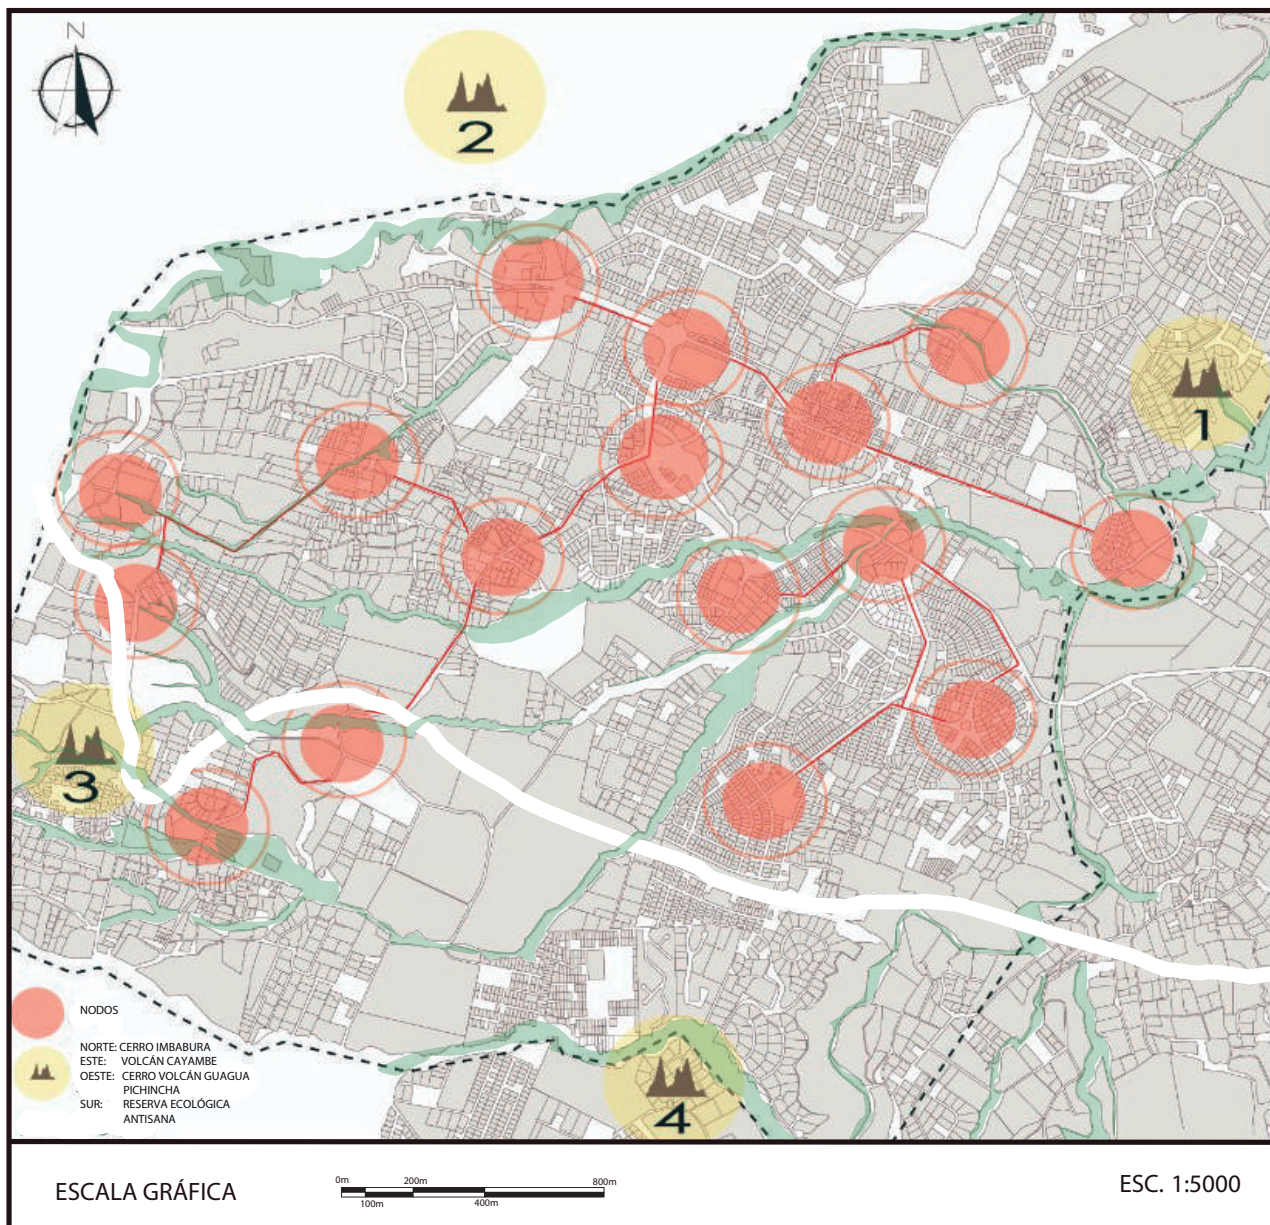 N
2
1
3
4
NODOS
NORTE: CERRO IMBABURA
ESTE: VOLCÁN CAYAMBE
OESTE: CERRO VOLCÁN GUAGUA
PICHINCHA
SUR: RESERVA ECOLÓGICA
ANTISANA
ESCALA GRÁFICA
0m 200m 800m
100m 400m
ESC. 1:5000